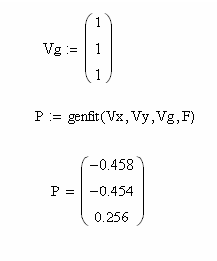 Vg := (1
1
1)
P := genfit(Vx, Vy, Vg, F)
P = (−0.458
−0.454
0.256)